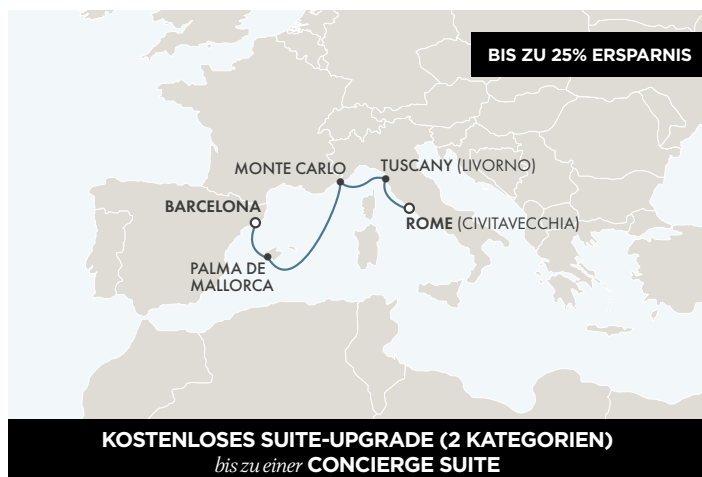 BIS ZU 25% ERSPARNIS
MONTE CARLO
TUSCANY (LIVORNO)
BARCELONA
ROME (CIVITAVECCHIA)
PALMA DE
MALLORCA
KOSTENLOSES SUITE-UPGRADE (2 KATEGORIEN)
bis zu einer CONCIERGE SUITE